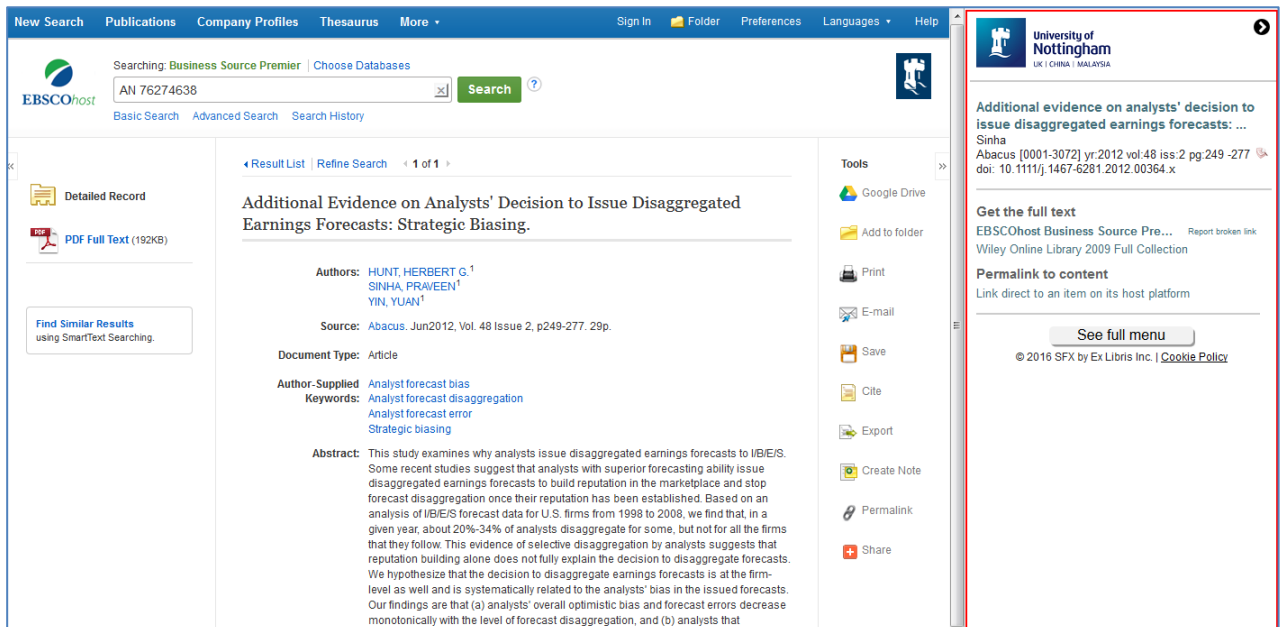 New Search Publications Company Profiles Thesaurus More Sign In Folder Preferences Languages Help
EBSCOhost
Searching: Business Source Premier | Choose Databases
AN 76274638 x Search ?
Basic Search Advanced Search Search History
«
Detailed Record
PDF PDF Full Text (192KB)
Find Similar Results
using SmartText Searching.
Result List | Refine Search 1 of 1
Additional Evidence on Analysts' Decision to Issue Disaggregated
Earnings Forecasts: Strategic Biasing.
Authors: HUNT, HERBERT G.1
SINHA, PRAVEEN1
YIN, YUAN1
Source: Abacus. Jun2012, Vol. 48 Issue 2, p249-277. 29p.
Document Type: Article
Author-Supplied Analyst forecast bias
Keywords: Analyst forecast disaggregation
Analyst forecast error
Strategic biasing
Abstract: This study examines why analysts issue disaggregated earnings forecasts to I/B/E/S.
Some recent studies suggest that analysts with superior forecasting ability issue
disaggregated earnings forecasts to build reputation in the marketplace and stop
forecast disaggregation once their reputation has been established. Based on an
analysis of I/B/E/S forecast data for U.S. firms from 1998 to 2008, we find that, in a
given year, about 20%-34% of analysts disaggregate for some, but not for all the firms
that they follow. This evidence of selective disaggregation by analysts suggests that
reputation building alone does not fully explain the decision to disaggregate forecasts.
We hypothesize that the decision to disaggregate earnings forecasts is at the firm-
level as well and is systematically related to the analysts' bias in the issued forecasts.
Our findings are that (a) analysts' overall optimistic bias and forecast errors decrease
monotonically with the level of forecast disaggregation, and (b) analysts that
Tools »
Google Drive
Add to folder
Print
E-mail
Save
Cite
Export
Create Note
Permalink
Share
University of
Nottingham
UK | CHINA | MALAYSIA
Additional evidence on analysts' decision to
issue disaggregated earnings forecasts: ...
Sinha
Abacus [0001-3072] yr:2012 vol:48 iss:2 pg:249 -277
doi: 10.1111/j.1467-6281.2012.00364.x
Get the full text
EBSCOhost Business Source Pre... Report broken link
Wiley Online Library 2009 Full Collection
Permalink to content
Link direct to an item on its host platform
See full menu
© 2016 SFX by Ex Libris Inc. | Cookie Policy